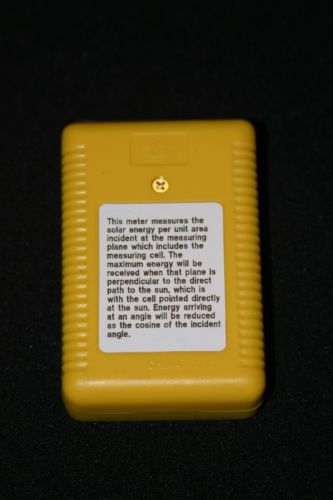 This meter measures the
solar energy per unit area
incident at the measuring
plane which includes the
measuring cell. The
maximum energy will be
received when that plane is
perpendicular to the direct
path to the sun, which is
with the cell pointed directly
at the sun. Energy arriving
at an angle will be reduced
as the cosine of the incident
angle.